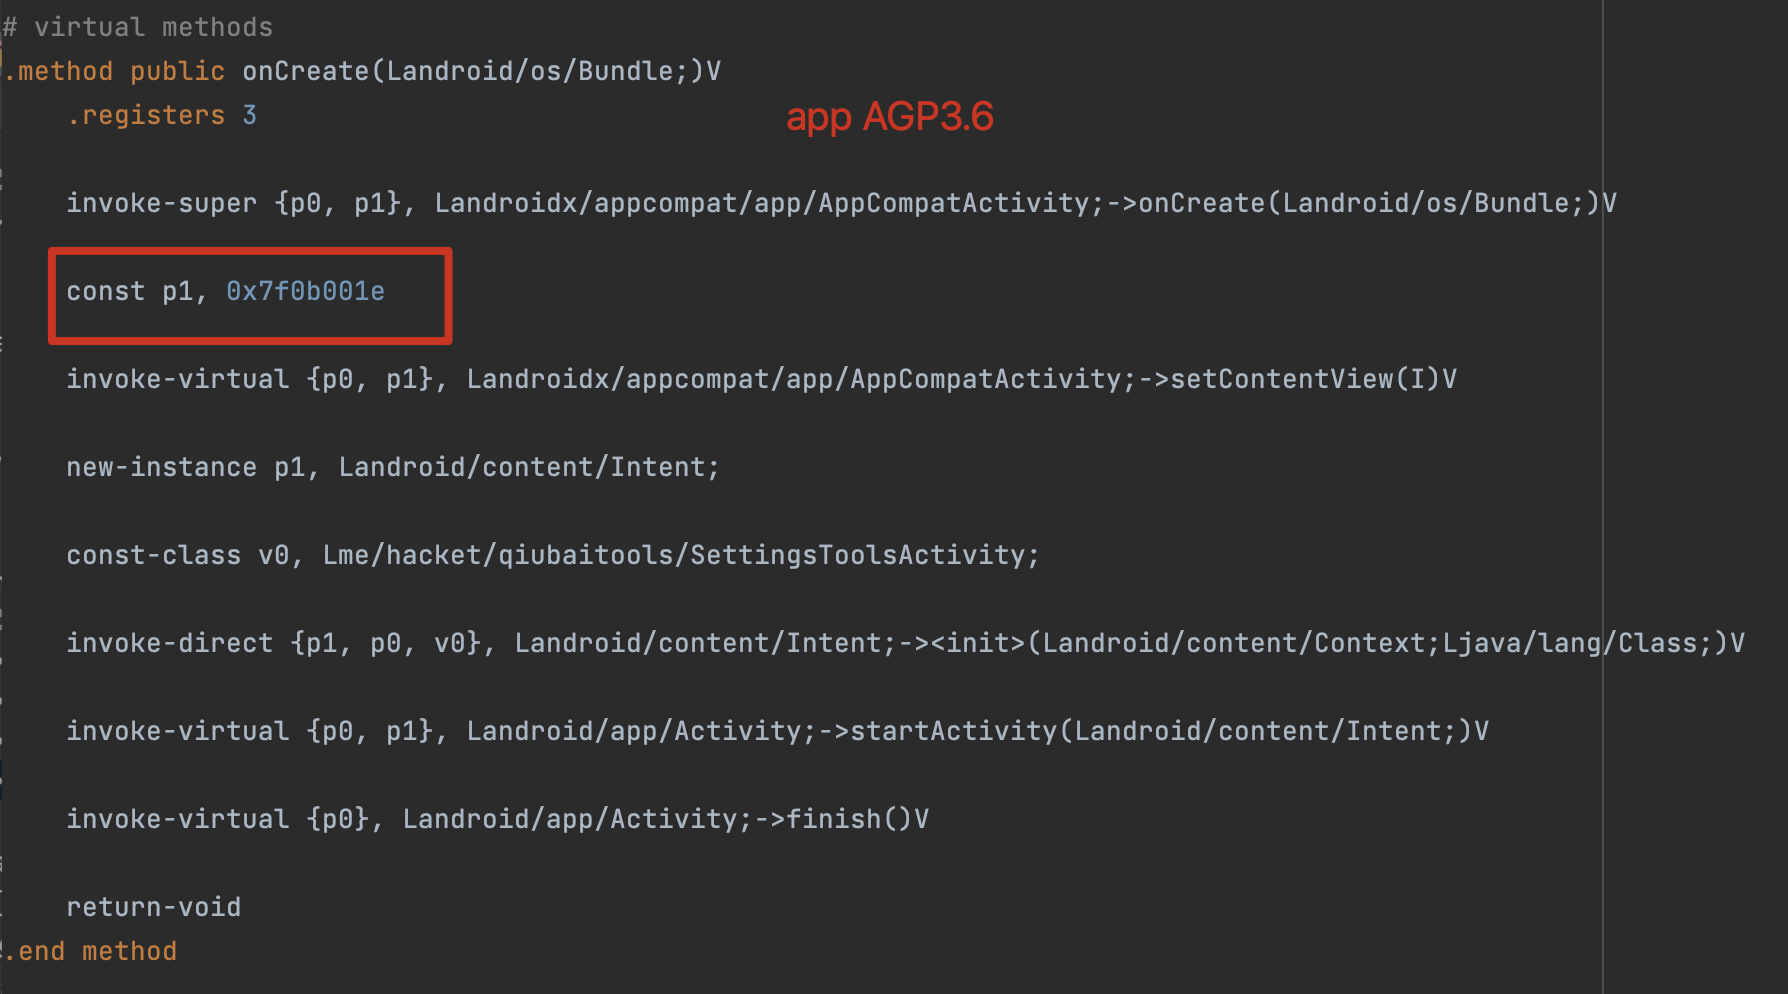 # virtual methods
.method public onCreate(Landroid/os/Bundle;)V
.registers 3
app AGP3.6
invoke-super {p0, p1}, Landroidx/appcompat/app/AppCompatActivity;->onCreate(Landroid/os/Bundle;)V
const p1, 0x7f0b001e
invoke-virtual {p0, p1}, Landroidx/appcompat/app/AppCompatActivity;->setContentView(I)V
new-instance p1, Landroid/content/Intent;
const-class v0, Lme/hacket/qiubaitools/SettingsToolsActivity;
invoke-direct {p1, p0, v0}, Landroid/content/Intent;-><init>(Landroid/content/Context;Ljava/lang/Class;)V
invoke-virtual {p0, p1}, Landroid/app/Activity;->startActivity(Landroid/content/Intent;)V
invoke-virtual {p0}, Landroid/app/Activity;->finish()V
return-void
.end method